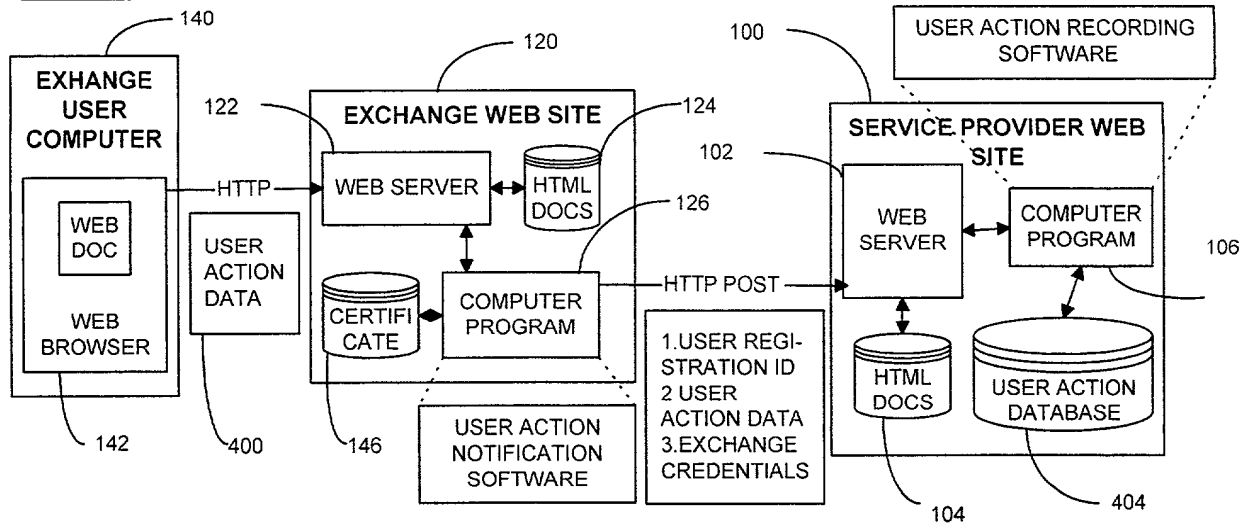 140
EXHANGE
USER
COMPUTER
WEB
DOC
WEB
BROWSER
142
HTTP
USER
ACTION
DATA
400
120
122
EXCHANGE WEB SITE
124
WEB SERVER
HTML
DOCS
126
CERTIFI
CATE
COMPUTER
PROGRAM
146
USER ACTION
NOTIFICATION
SOFTWARE
HTTP POST
1.USER REGI-
STRATION ID
2 USER
ACTION DATA
3.EXCHANGE
CREDENTIALS
100
USER ACTION RECORDING
SOFTWARE
SERVICE PROVIDER WEB
SITE
102
WEB
SERVER
COMPUTER
PROGRAM
106
HTML
DOCS
USER ACTION
DATABASE
104
404